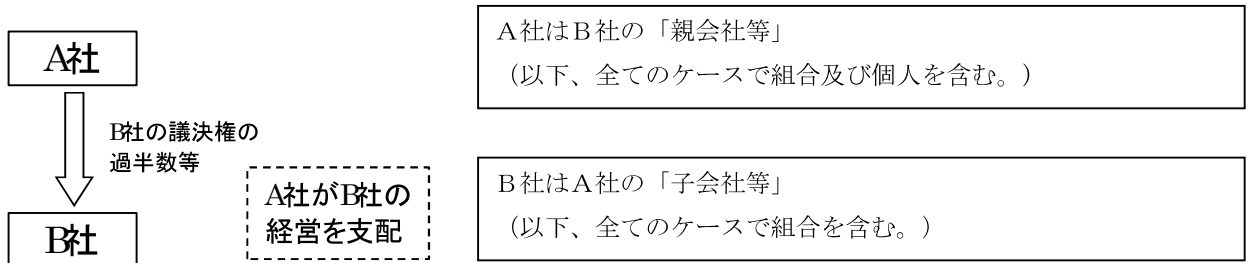 A社
B社の議決権の
過半数等
A社がB社の
経営を支配
B社
A社はB社の「親会社等」
（以下、全てのケースで組合及び個人を含む。）
B社はA社の「子会社等」
（以下、全てのケースで組合を含む。）